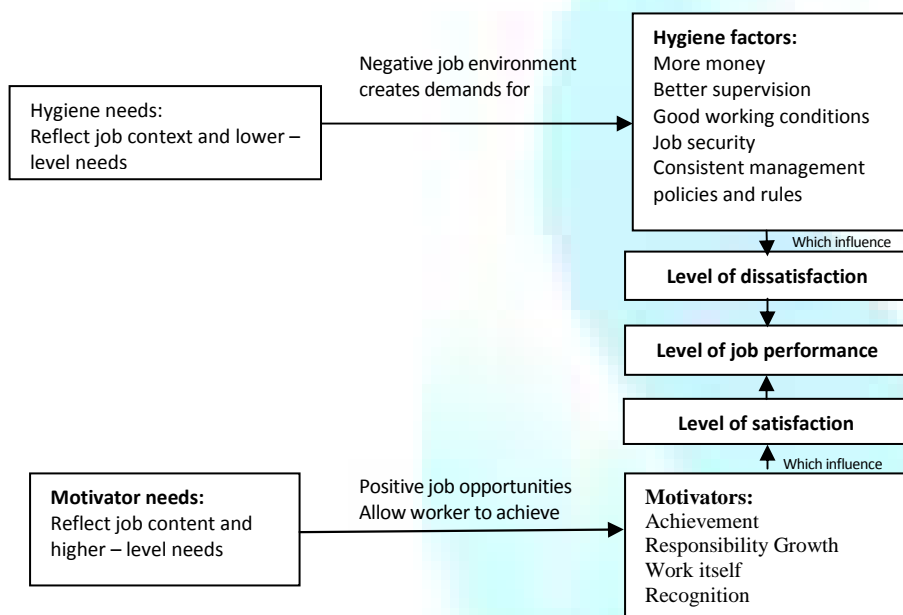 Hygiene needs:
Reflect job context and lower –
level needs
Negative job environment
creates demands for
Hygiene factors:
More money
Better supervision
Good working conditions
Job security
Consistent management
policies and rules
Which influence
Level of dissatisfaction
Level of job performance
Level of satisfaction
Which influence
Motivator needs:
Reflect job content and
higher – level needs
Positive job opportunities
Allow worker to achieve
Motivators:
Achievement
Responsibility Growth
Work itself
Recognition